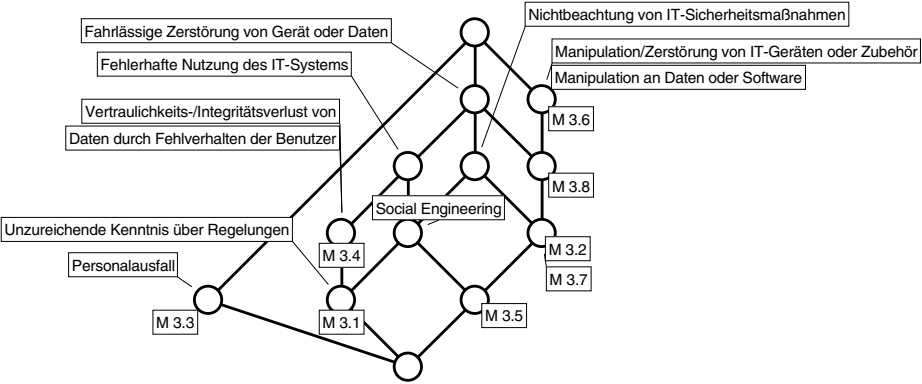 Nichtbeachtung von IT-Sicherheitsmaßnahmen
Fahrlässige Zerstörung von Gerät oder Daten
Manipulation/Zerstörung von IT-Geräten oder Zubehör
Fehlerhafte Nutzung des IT-Systems
Manipulation an Daten oder Software
Vertraulichkeits-/Integritätsverlust von
M 3.6
Daten durch Fehlverhalten der Benutzer
M 3.8
Social Engineering
Unzureichende Kenntnis über Regelungen
M 3.4
M 3.2
Personalausfall
M 3.7
M 3.3
M 3.1
M 3.5